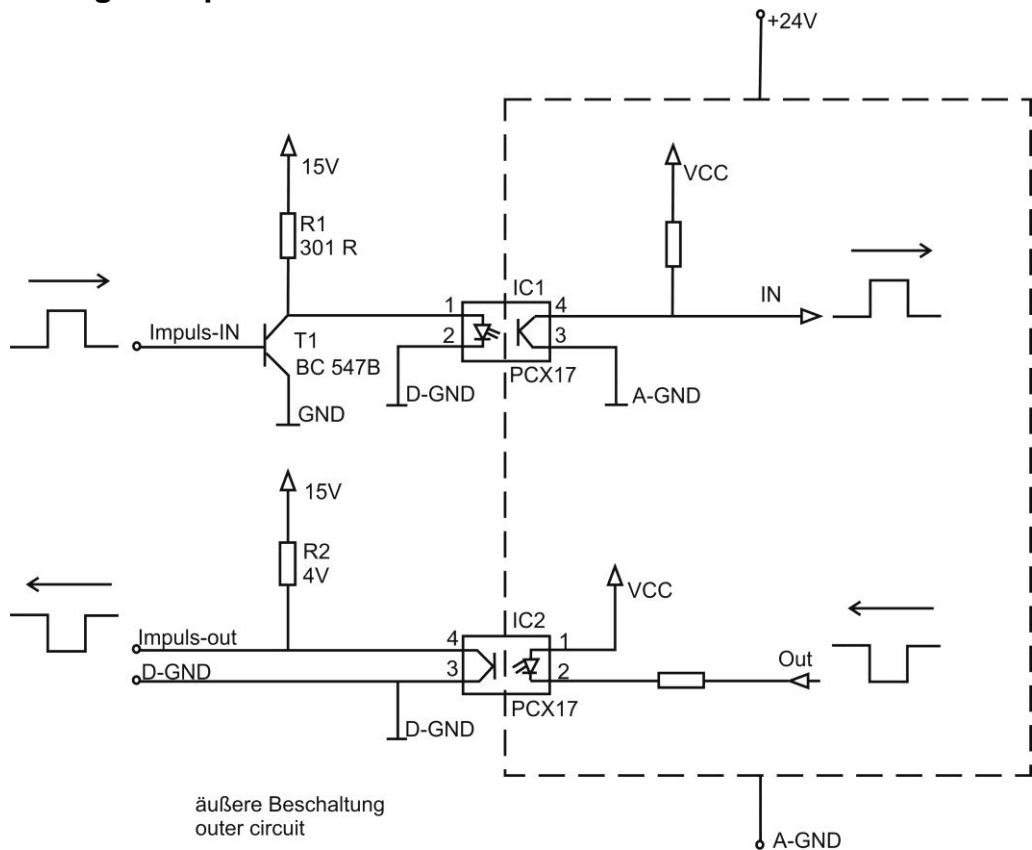 +24V
15V
VCC
R1
301 R
IC1
1
4
IN
Impuls-IN
T1
2
3
BC 547B
PCX17
D-GND
A-GND
GND
15V
R2
4V
VCC
IC2
Impuls-out
4
1
Out
D-GND
3
2
PCX17
D-GND
äußere Beschaltung
outer circuit
A-GND